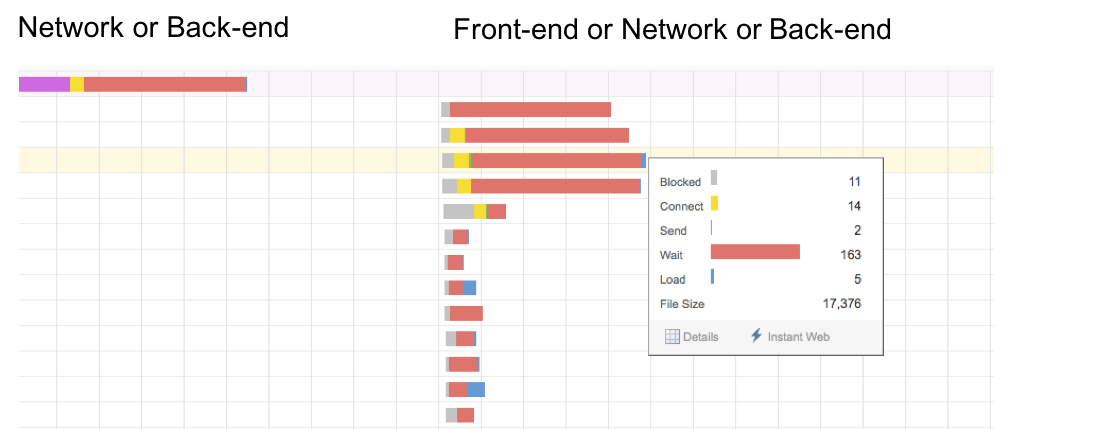 Network or Back-end
Front-end or Network or Back-end
Blocked 11
Connect 14
Send 2
Wait 163
Load 5
File Size 17,376
Details Instant Web